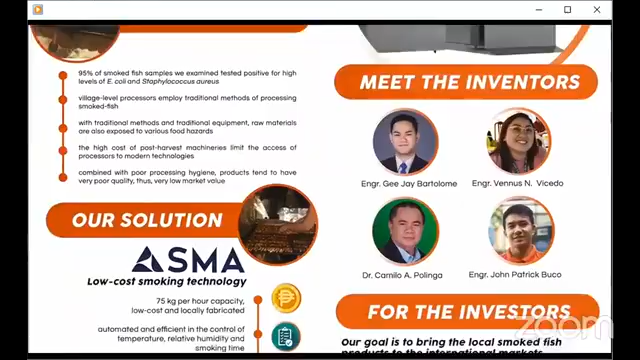 95% of smoked fish samples we examined tested positive for high
levels of E. coli and Staphylococcus aureus
village-level processors employ traditional methods of processing
smoked-fish
with traditional methods and traditional equipment, raw materials
are also exposed to various food hazards
the high cost of post-harvest machineries limit the access of
processors to modern technologies
combined with poor processing hygiene, products tend to have
very poor quality, thus, very low market value
OUR SOLUTION
ASMA
Low-cost smoking technology
75 kg per hour capacity,
low-cost and locally fabricated
automated and efficient in the control of
temperature, relative humidity and
smoking time
MEET THE INVENTORS
Engr. Gee Jay Bartolome
Engr. Vennus N. Vicedo
Dr. Camilo A. Polinga
Engr. John Patrick Buco
FOR THE INVESTORS
Our goal is to bring the local smoked fish
products to the international markets
zoom